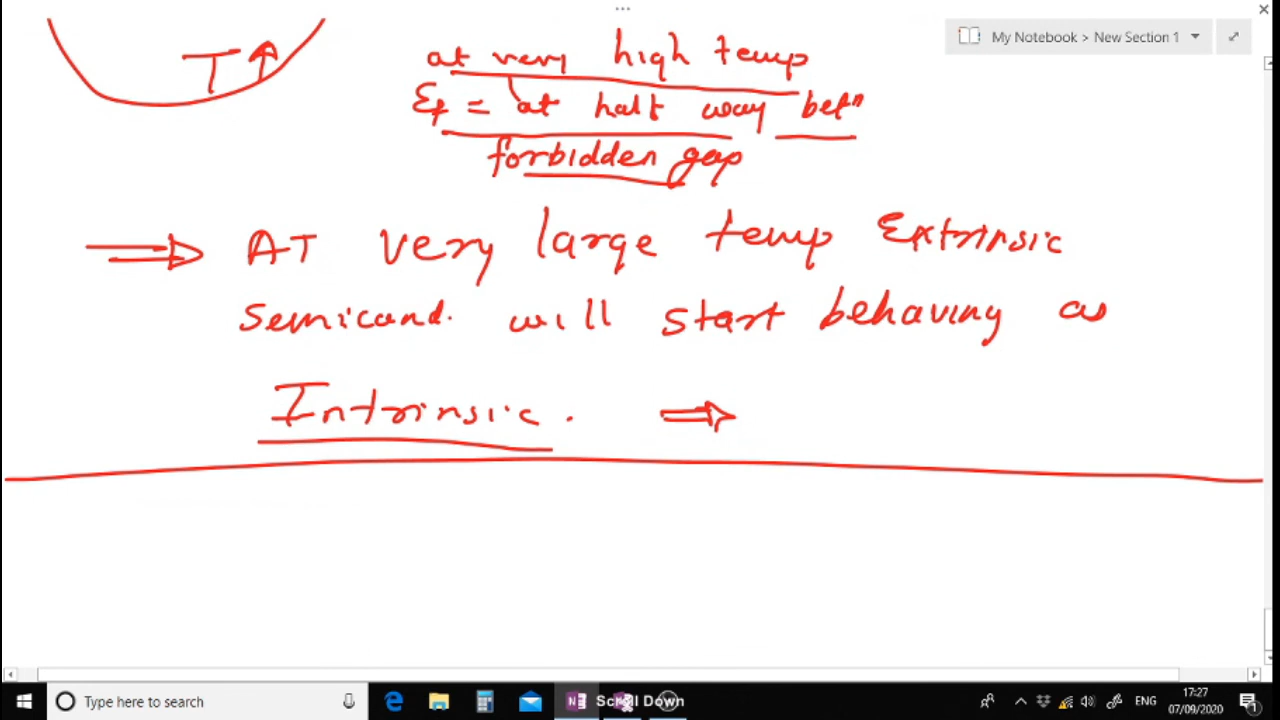 ...
My Notebook > New Section 1
T↑
at very high temp
Ef = at half way betn
forbidden gap
⇒ AT very large temp Extrinsic
semicond. will start behaving as
Intrinsic. ⇒
Type here to search
Scroll Down
ENG
17:27
07/09/2020
1